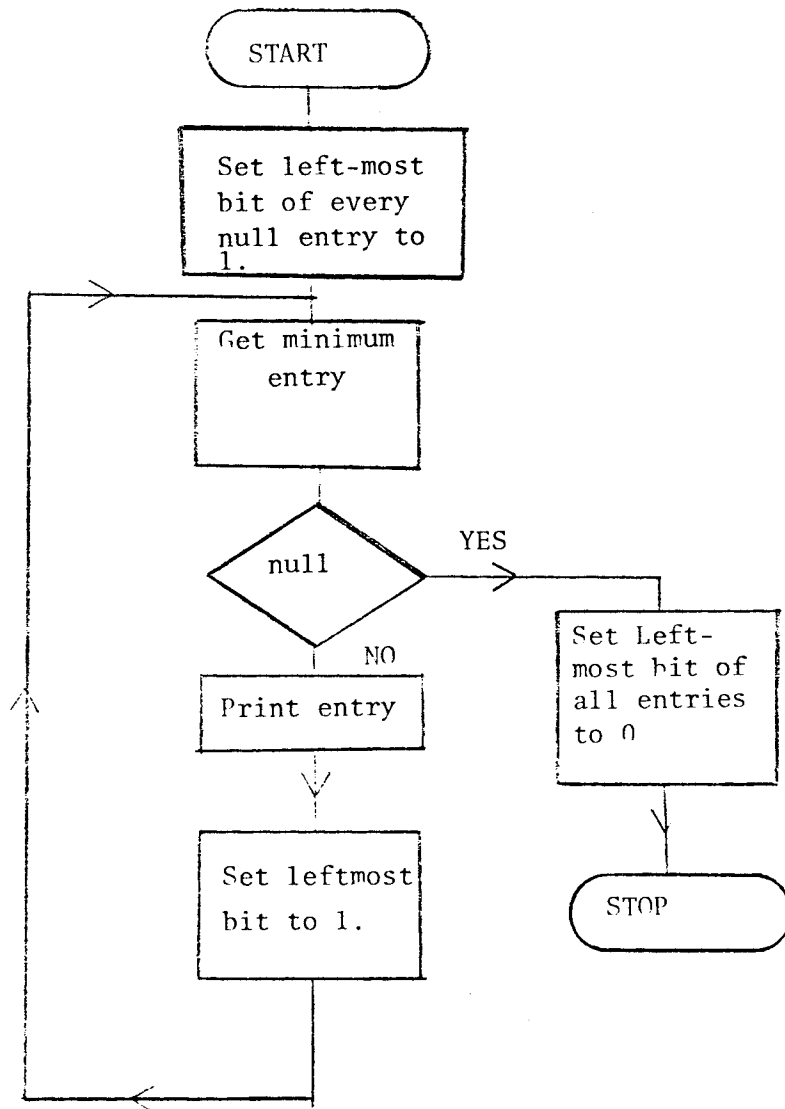 START
Set left-most
bit of every
null entry to
1.
Get minimum
entry
null
YES
NO
Print entry
Set Left-
most bit of
all entries
to 0
Set leftmost
bit to 1.
STOP